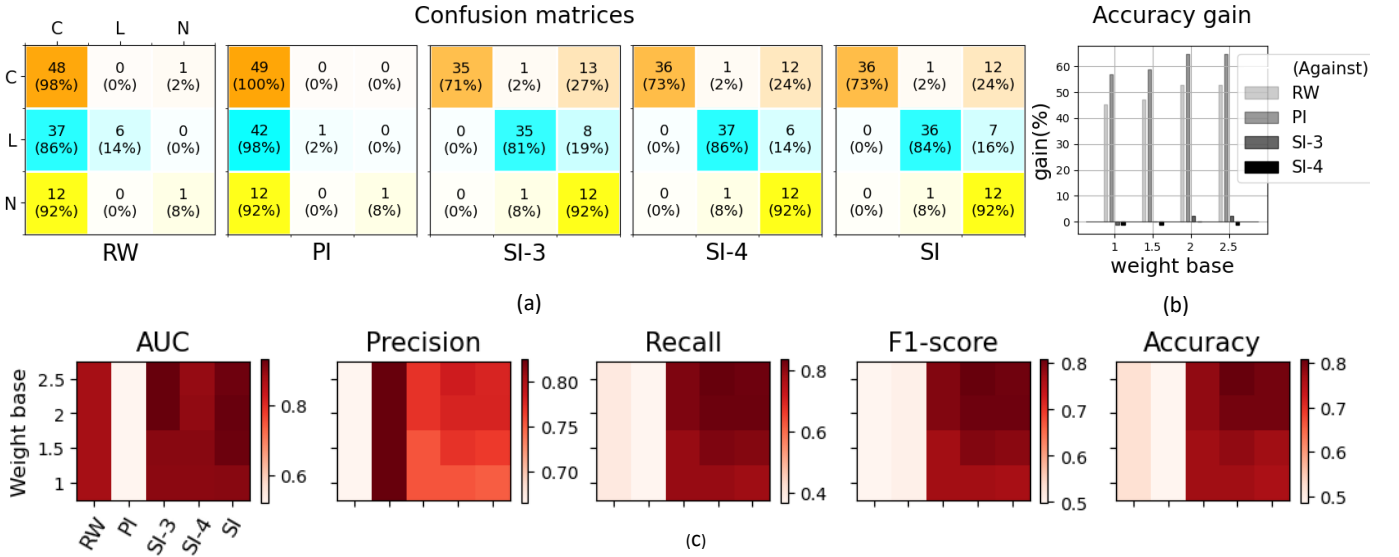 Confusion matrices
Accuracy gain
C L N
C
L
N
48 0 1
(98%) (0%) (2%)
37 6 0
(86%) (14%) (0%)
12 0 1
(92%) (0%) (8%)
RW
49 0 0
(100%) (0%) (0%)
42 1 0
(98%) (2%) (0%)
12 0 1
(92%) (0%) (8%)
PI
35 1 13
(71%) (2%) (27%)
0 35 8
(0%) (81%) (19%)
0 1 12
(0%) (8%) (92%)
SI-3
36 1 12
(73%) (2%) (24%)
0 37 6
(0%) (86%) (14%)
0 1 12
(0%) (8%) (92%)
SI-4
36 1 12
(73%) (2%) (24%)
0 36 7
(0%) (84%) (16%)
0 1 12
(0%) (8%) (92%)
SI
(a)
gain(%)
60
50
40
30
20
10
0
1 1.5 2 2.5
weight base
(Against)
RW
PI
SI-3
SI-4
(b)
AUC
Weight base
2.5
2
1.5
1
RW PI SI-3 SI-4 SI
0.8
0.6
Precision
0.80
0.75
0.70
Recall
0.8
0.6
0.4
F1-score
0.8
0.7
0.6
0.5
Accuracy
0.8
0.7
0.6
0.5
(c)